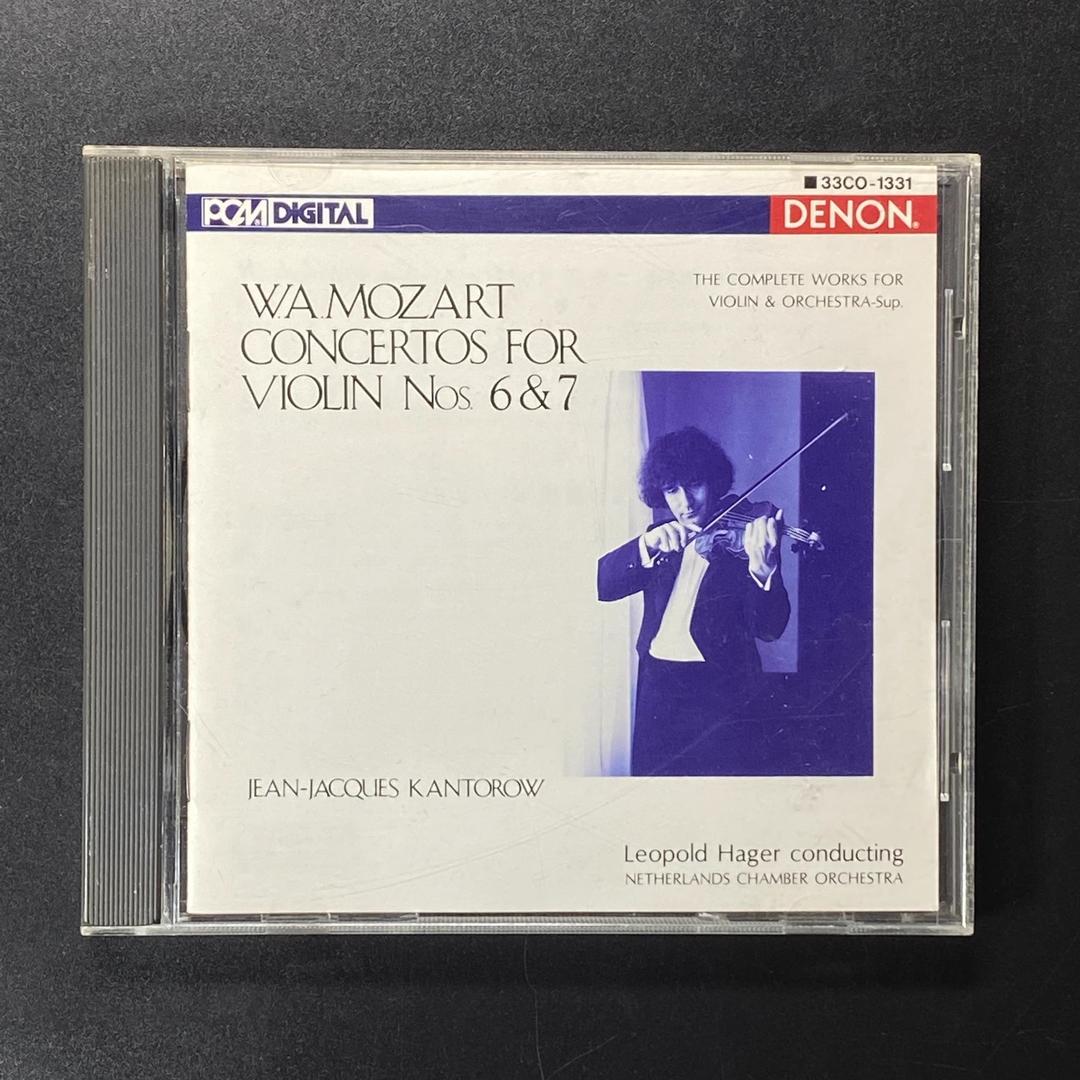 ■33CO-1331
PCM DIGITAL
DENON®
THE COMPLETE WORKS FOR
VIOLIN & ORCHESTRA-Sup.
W.A.MOZART
CONCERTOS FOR
VIOLIN NOS. 6 & 7
JEAN-JACQUES KANTOROW
Leopold Hager conducting
NETHERLANDS CHAMBER ORCHESTRA